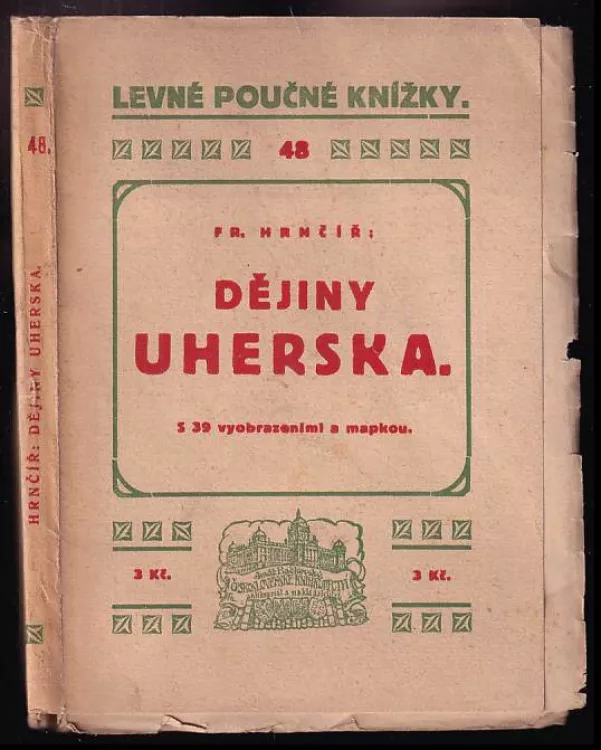 LEVNÉ POUČNÉ KNÍŽKY.
48
FR. HRNČÍŘ:
DĚJINY
UHERSKA.
S 39 vyobrazeními a mapkou.
3 Kč.
3 Kč.
48.
HRNČÍŘ: DĚJINY UHERSKA.